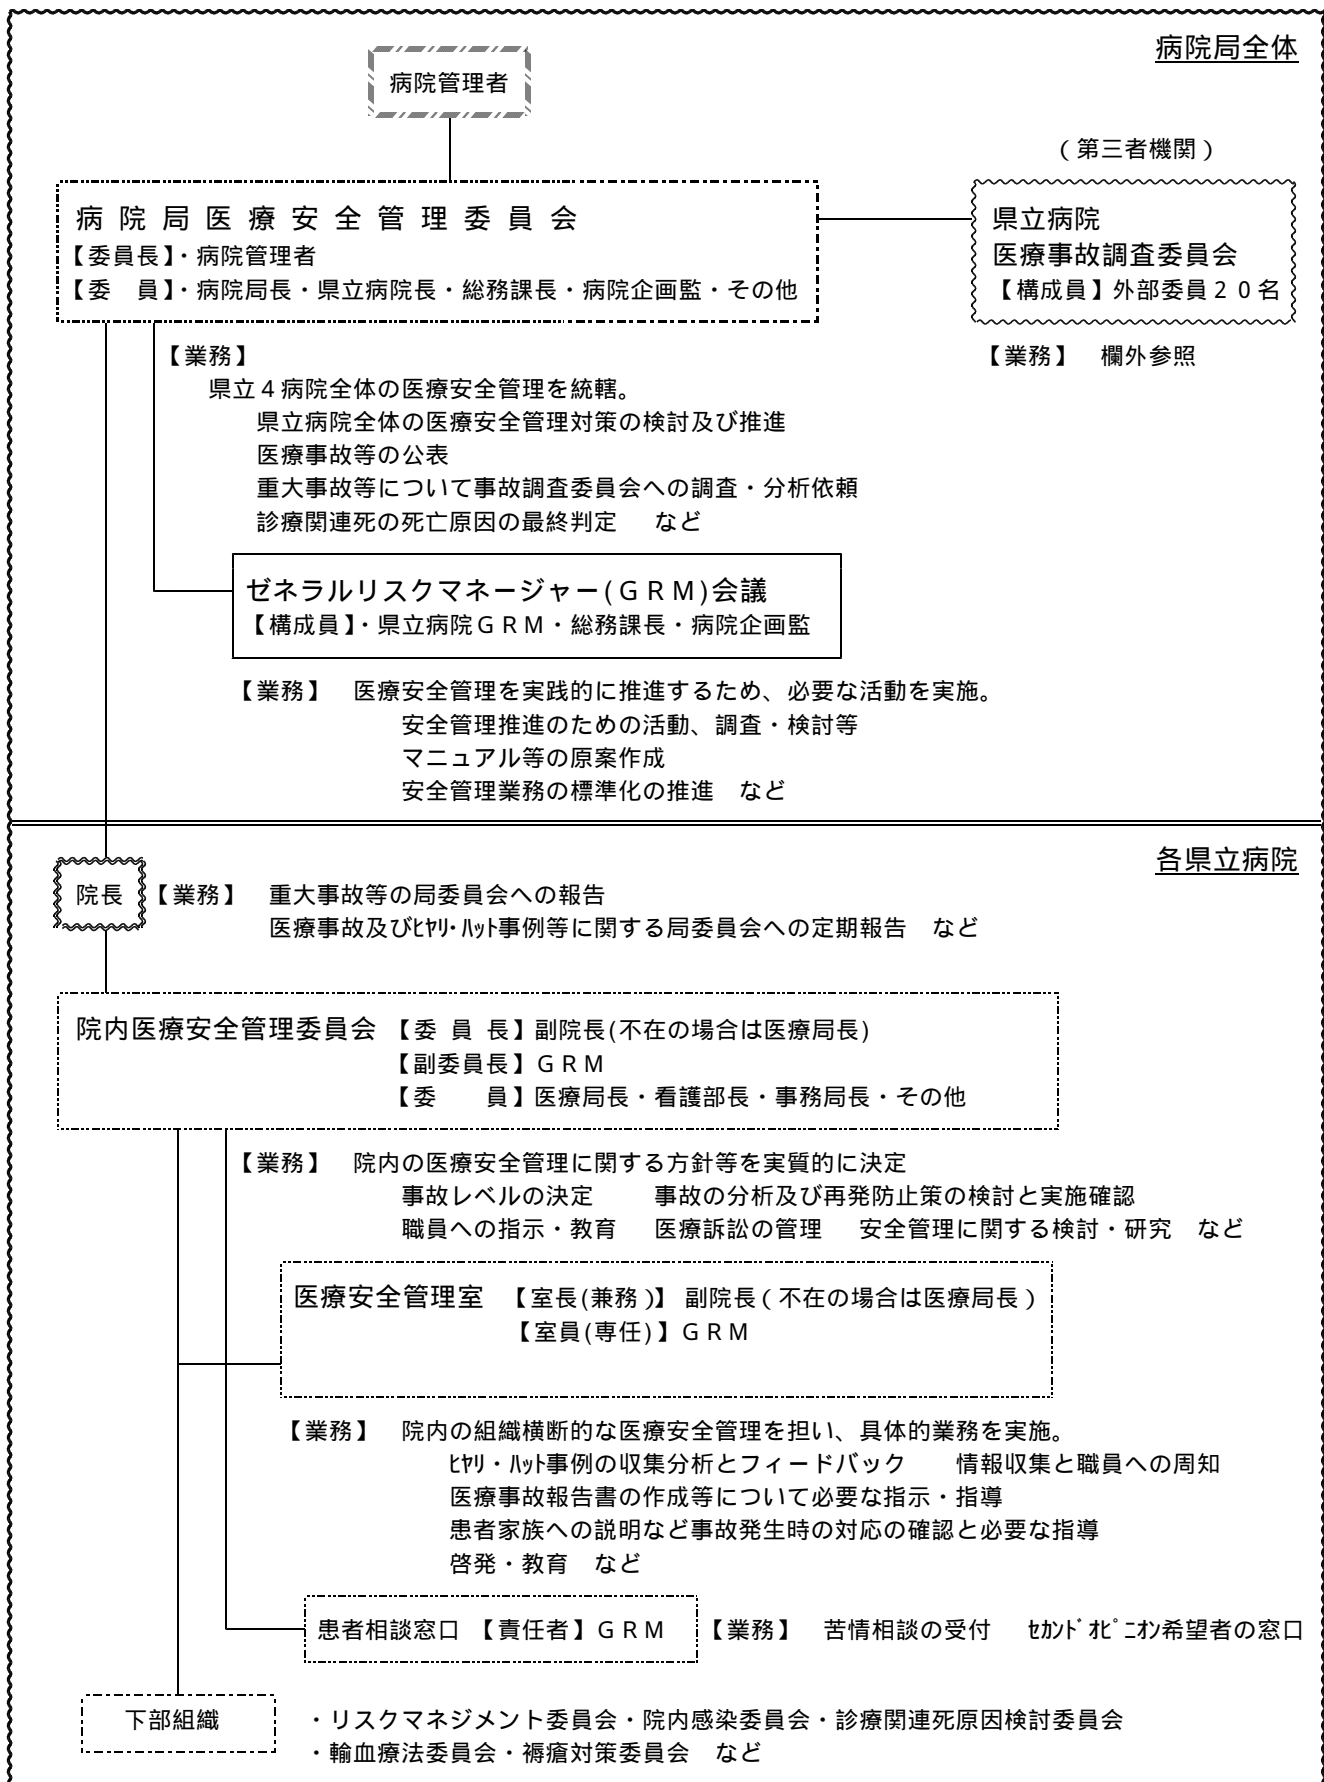 病院局全体
病院管理者
（第三者機関）
病院局医療安全管理委員会
【委員長】・病院管理者
【委　員】・病院局長・県立病院長・総務課長・病院企画監・その他
県立病院
医療事故調査委員会
【構成員】外部委員２０名
【業務】
【業務】　欄外参照
県立４病院全体の医療安全管理を統轄。
県立病院全体の医療安全管理対策の検討及び推進
医療事故等の公表
重大事故等について事故調査委員会への調査・分析依頼
診療関連死の死亡原因の最終判定　など
ゼネラルリスクマネージャー(ＧＲＭ)会議
【構成員】・県立病院ＧＲＭ・総務課長・病院企画監
【業務】　医療安全管理を実践的に推進するため、必要な活動を実施。
安全管理推進のための活動、調査・検討等
マニュアル等の原案作成
安全管理業務の標準化の推進　など
各県立病院
院長　【業務】　重大事故等の局委員会への報告
医療事故及びﾋﾔﾘ・ﾊｯﾄ事例等に関する局委員会への定期報告　など
院内医療安全管理委員会　【委 員 長】副院長(不在の場合は医療局長)
【副委員長】ＧＲＭ
【委　　員】医療局長・看護部長・事務局長・その他
【業務】　院内の医療安全管理に関する方針等を実質的に決定
事故レベルの決定　　事故の分析及び再発防止策の検討と実施確認
職員への指示・教育　　医療訴訟の管理　　安全管理に関する検討・研究　など
医療安全管理室　【室長(兼務)】 副院長（不在の場合は医療局長）
【室員(専任)】ＧＲＭ
【業務】　院内の組織横断的な医療安全管理を担い、具体的業務を実施。
ﾋﾔﾘ・ﾊｯﾄ事例の収集分析とフィードバック　　情報収集と職員への周知
医療事故報告書の作成等について必要な指示・指導
患者家族への説明など事故発生時の対応の確認と必要な指導
啓発・教育　など
患者相談窓口　【責任者】ＧＲＭ　【業務】　苦情相談の受付　　ｾｶﾝﾄﾞｵﾋﾟﾆｵﾝ希望者の窓口
下部組織　・リスクマネジメント委員会・院内感染委員会・診療関連死原因検討委員会
・輸血療法委員会・褥瘡対策委員会　など